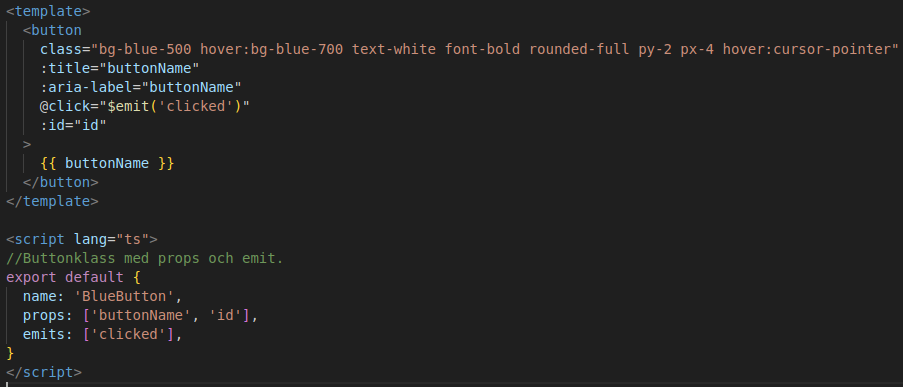 <template>
<button
class="bg-blue-500 hover:bg-blue-700 text-white font-bold rounded-full py-2 px-4 hover:cursor-pointer"
:title="buttonName"
:aria-label="buttonName"
@click="$emit('clicked')"
:id="id"
>
{{ buttonName }}
</button>
</template>
<script lang="ts">
//Buttonklass med props och emit.
export default {
name: 'BlueButton',
props: ['buttonName', 'id'],
emits: ['clicked'],
}
</script>